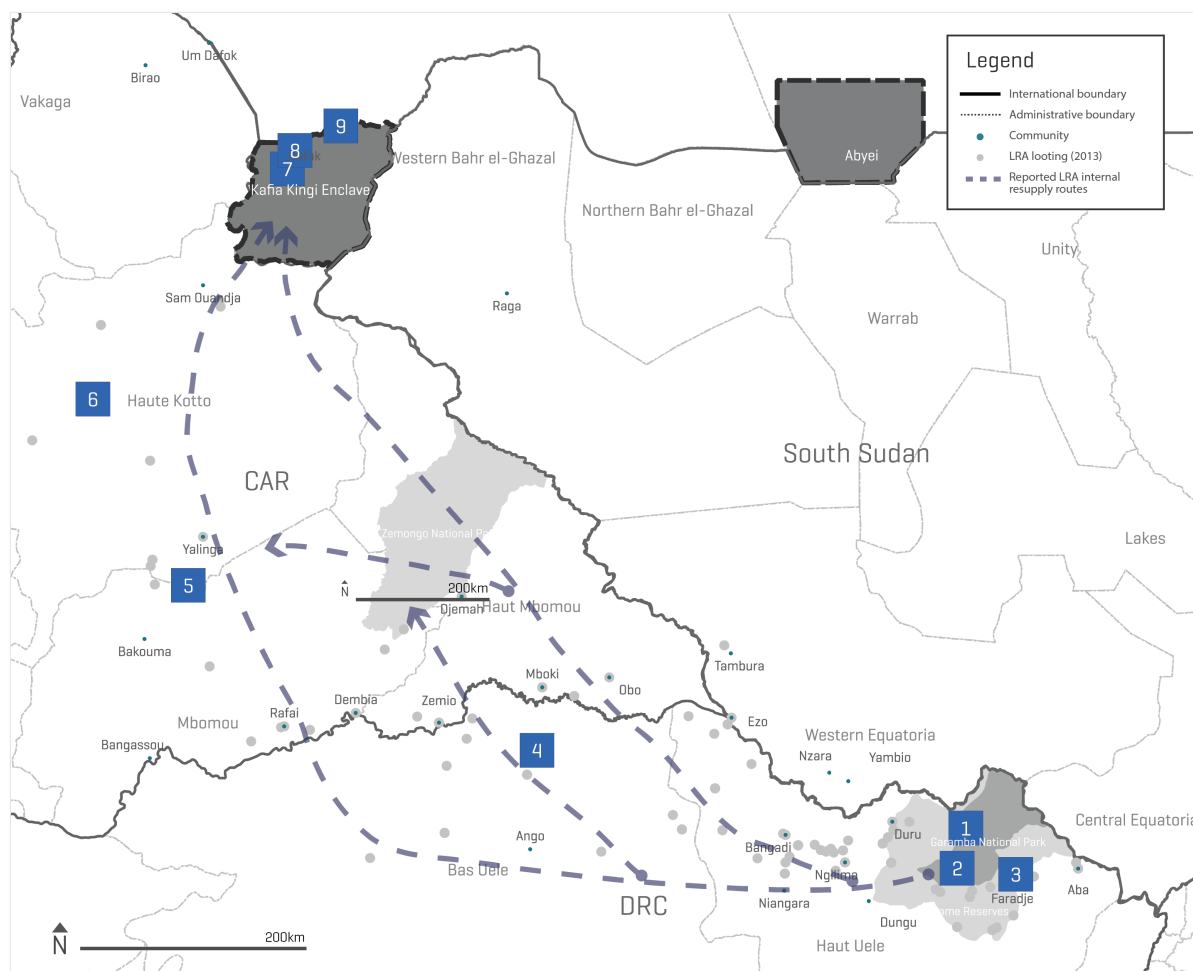 Um Dafok
Birao
Vakaga
Legend
International boundary
Administrative boundary
Community
LRA looting (2013)
Reported LRA internal
resupply routes
9
8
7
Kafia Kingi Enclave
Western Bahr el-Ghazal
Abyei
Northern Bahr el-Ghazal
Unity
Sam Ouandja
Raga
Warrab
6
Haute Kotto
CAR
South Sudan
Zemongo National
Lakes
Yalinga
5
N
200km
Djemah
Haut Mbomou
Bakouma
Tambura
Mboki
Obo
Dembia
Zemio
Mbomou
Rafai
Ezo
Bangassou
4
Western Equatoria
Nzara
Yambio
1
Duru
Central Equatoria
Garamba National Park
Ango
Bangadi
Bas Uele
Ngilima
2
3
Aba
Niangara
Faradje
DRC
Reserves
Dungu
N
200km
Haut Uele